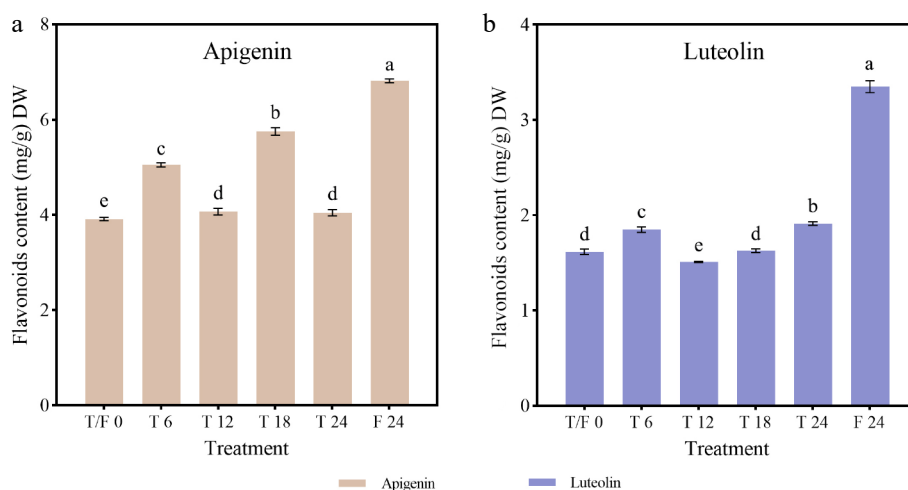 a
Apigenin
Flavonoids content (mg/g) DW
8
6
4
2
0
e
c
d
b
d
a
T/F 0 T 6 T 12 T 18 T 24 F 24
Treatment
Apigenin
b
Luteolin
Flavonoids content (mg/g) DW
4
3
2
1
0
d
c
e
d
b
a
T/F 0 T 6 T 12 T 18 T 24 F 24
Treatment
Luteolin